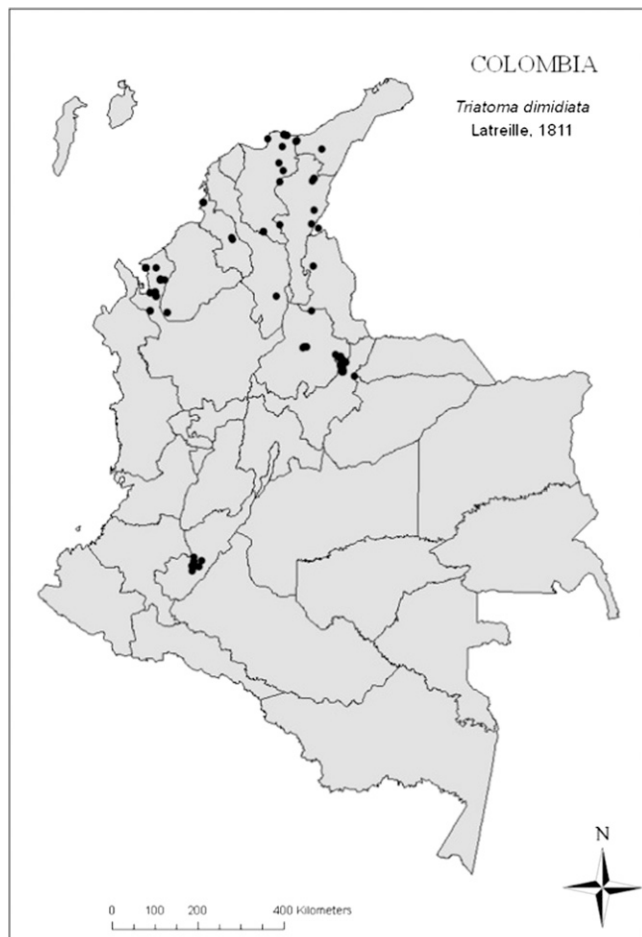 COLOMBIA
Triatoma dimidiata
Latreille, 1811
N
0 100 200 400 Kilometers